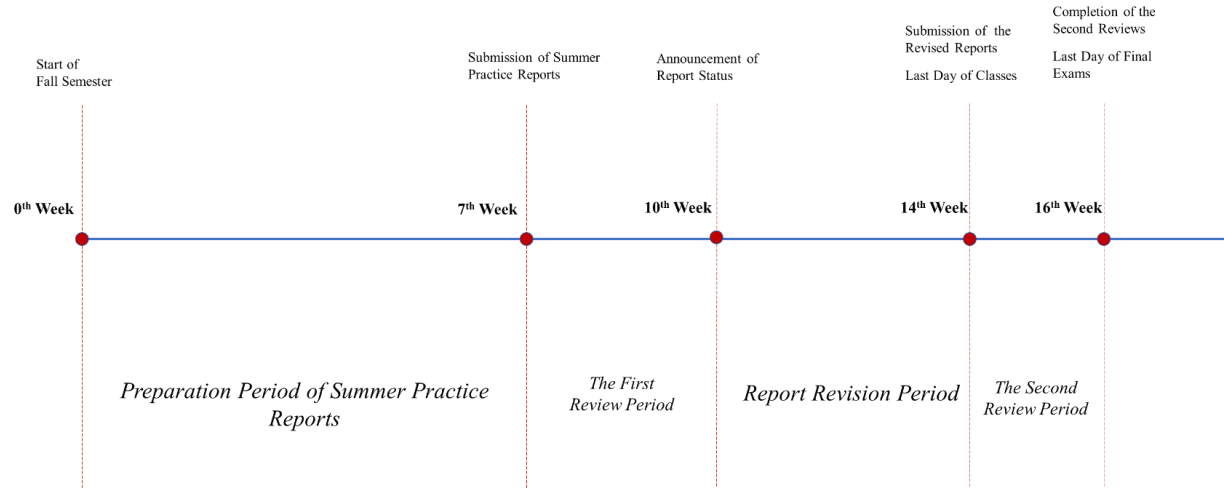 Start of
Fall Semester
Submission of Summer
Practice Reports
Announcement of
Report Status
Submission of the
Revised Reports
Last Day of Classes
Completion of the
Second Reviews
Last Day of Final
Exams
0th Week
7th Week
10th Week
14th Week
16th Week
Preparation Period of Summer Practice
Reports
The First
Review Period
Report Revision Period
The Second
Review Period